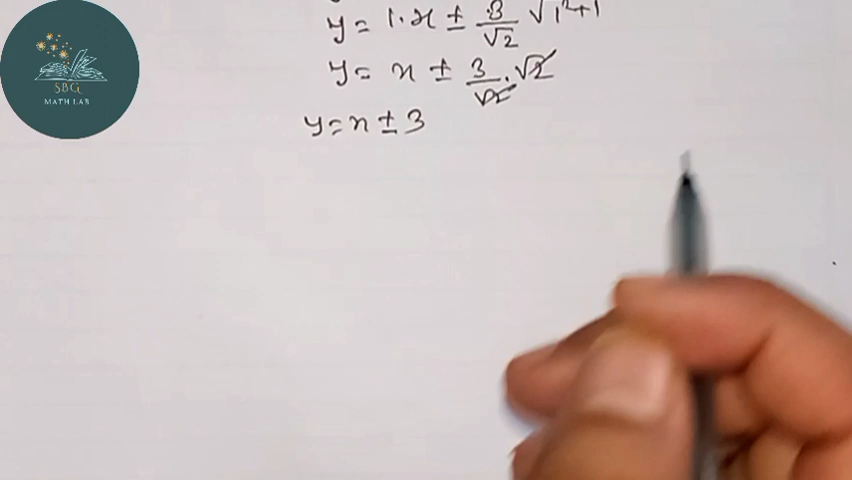 y = 1·x ± 3/√2 √1²+1
y = x ± 3/√2 · √2
y = x ± 3
SBG
MATH LAB